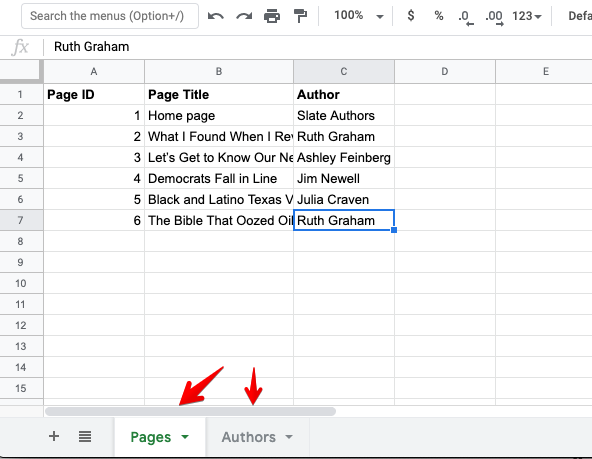 Search the menus (Option+/) 100% $ % .0 .00 123 Defa
fx Ruth Graham
A B C D E
1 Page ID Page Title Author
2 1 Home page Slate Authors
3 2 What I Found When I Rev Ruth Graham
4 3 Let's Get to Know Our Ne Ashley Feinberg
5 4 Democrats Fall in Line Jim Newell
6 5 Black and Latino Texas V Julia Craven
7 6 The Bible That Oozed Oil Ruth Graham
8
9
10
11
12
13
14
15
+ Pages Authors